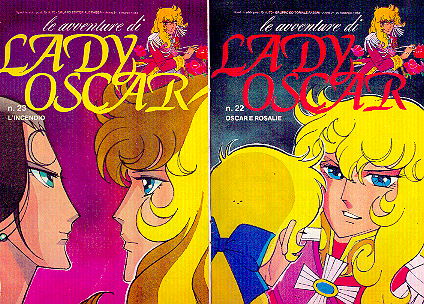 le avventure di
LADY
OSCAR
n. 23
L'INCENDIO
le avventure di
LADY
OSCAR
n. 22
OSCAR E ROSALIE